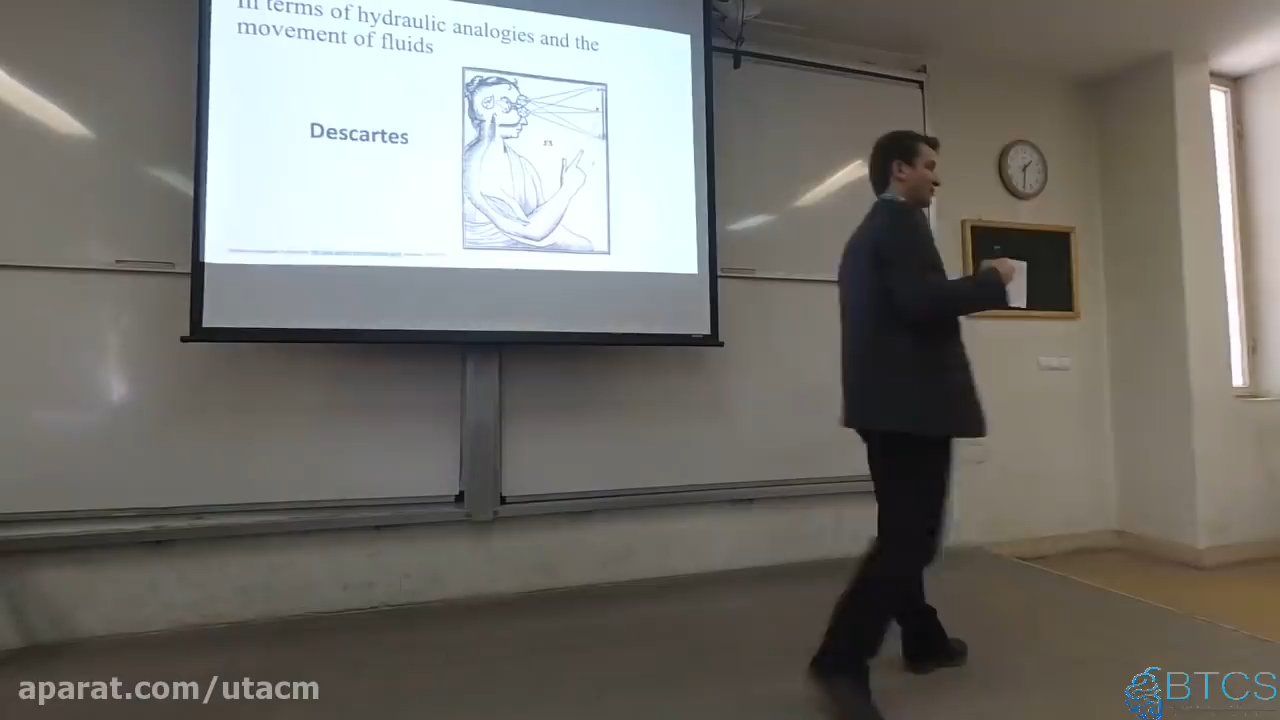 In terms of hydraulic analogies and the
movement of fluids
Descartes
aparat.com/utacm
BTCS